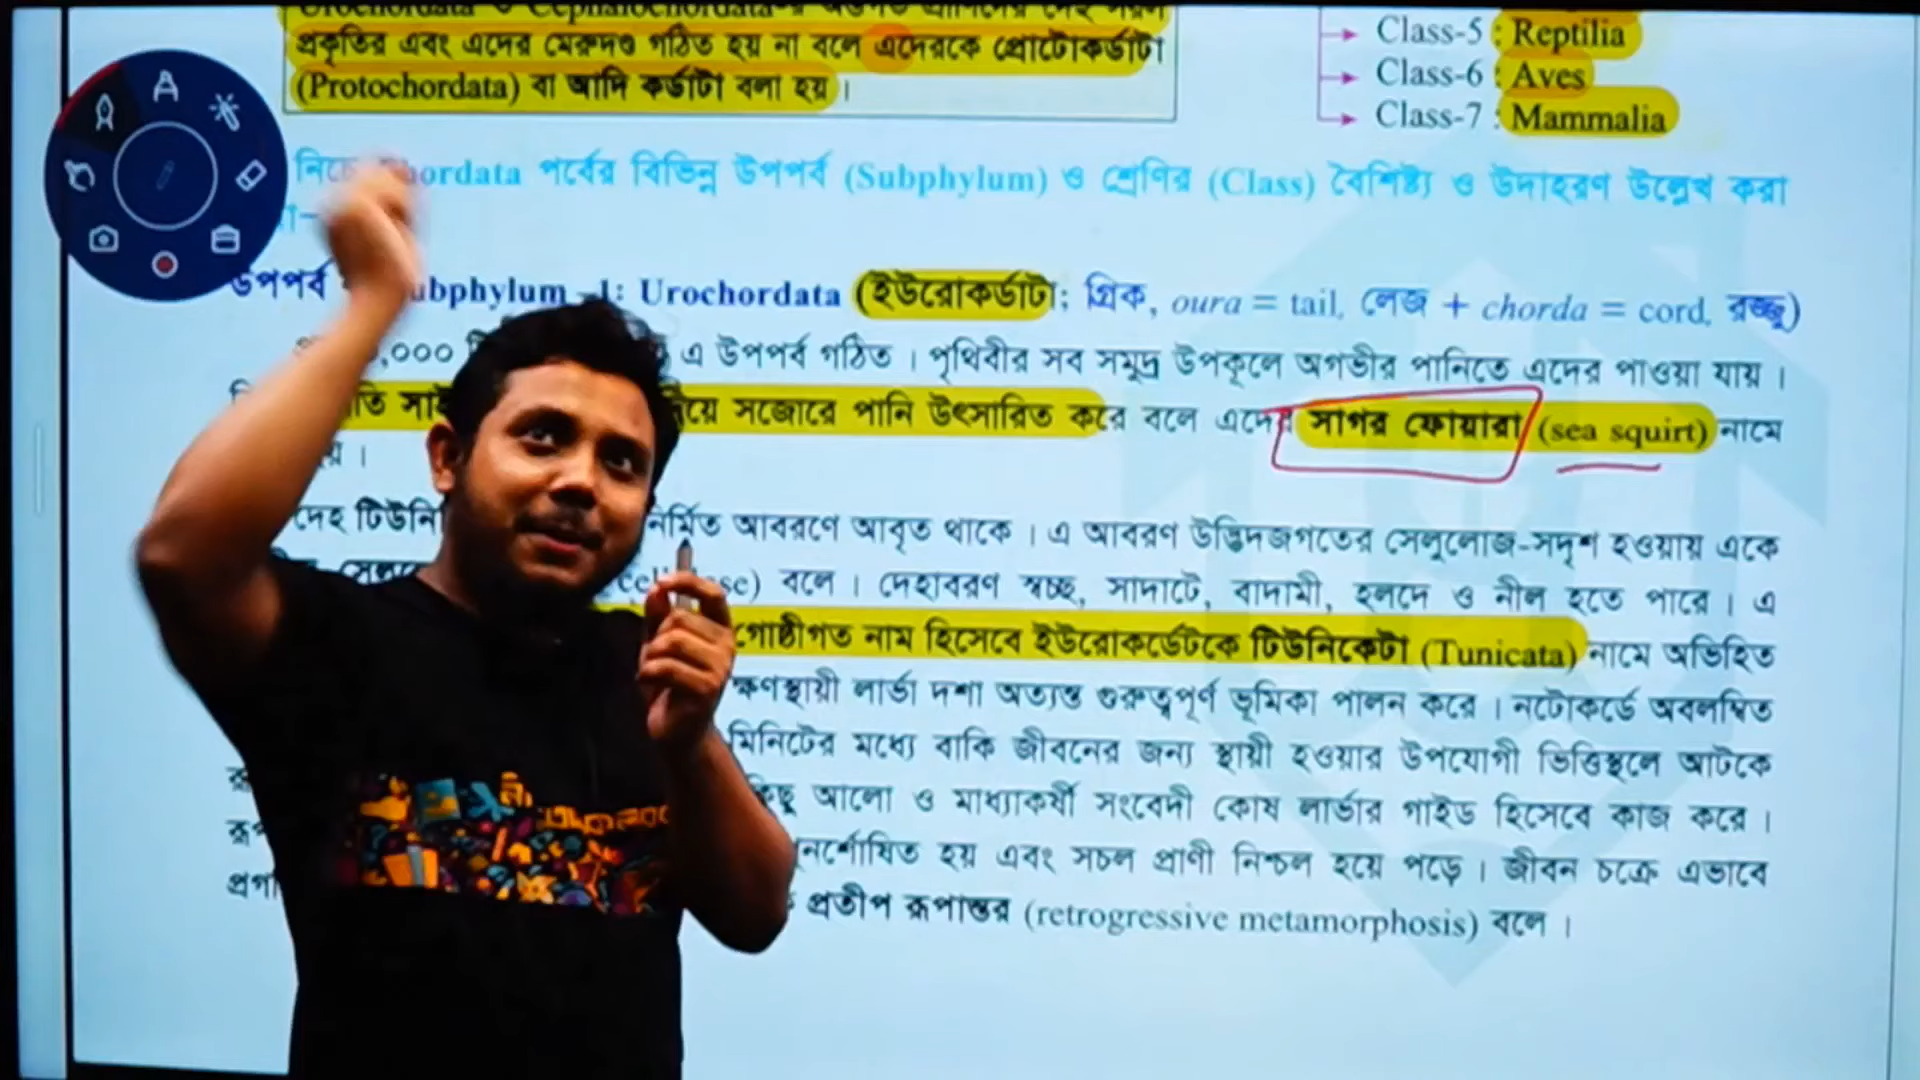 প্রকৃতির এবং এদের মেরুদণ্ড গঠিত হয় না বলে এদেরকে প্রোটোকর্ডাটা
(Protochordata) বা আদি কর্ডাটা বলা হয়।
Class-5 : Reptilia
Class-6 : Aves
Class-7 : Mammalia
নিচে Chordata পর্বের বিভিন্ন উপপর্ব (Subphylum) ও শ্রেণির (Class) বৈশিষ্ট্য ও উদাহরণ উল্লেখ করা
উপপর্ব ubphylum –1: Urochordata (ইউরোকর্ডাটা; গ্রিক, oura = tail, লেজ + chorda = cord, রজ্জু)
,০০০ এ উপপর্ব গঠিত। পৃথিবীর সব সমুদ্র উপকূলে অগভীর পানিতে এদের পাওয়া যায়।
সজোরে পানি উৎসারিত করে বলে এদের সাগর ফোয়ারা (sea squirt) নামে
দেহ টিউনি নির্মিত আবরণে আবৃত থাকে। এ আবরণ উদ্ভিদজগতের সেলুলোজ-সদৃশ হওয়ায় একে
বলে। দেহাবরণ স্বচ্ছ, সাদাটে, বাদামী, হলদে ও নীল হতে পারে। এ
গোষ্ঠীগত নাম হিসেবে ইউরোকর্ডেটকে টিউনিকেটা (Tunicata) নামে অভিহিত
ক্ষণস্থায়ী লার্ভা দশা অত্যন্ত গুরুত্বপূর্ণ ভূমিকা পালন করে। নটোকর্ডে অবলম্বিত
মিনিটের মধ্যে বাকি জীবনের জন্য স্থায়ী হওয়ার উপযোগী ভিত্তিস্থলে আটকে
কিছু আলো ও মাধ্যাকর্ষী সংবেদী কোষ লার্ভার গাইড হিসেবে কাজ করে।
নর্শোষিত হয় এবং সচল প্রাণী নিশ্চল হয়ে পড়ে। জীবন চক্রে এভাবে
প্রতীপ রূপান্তর (retrogressive metamorphosis) বলে।